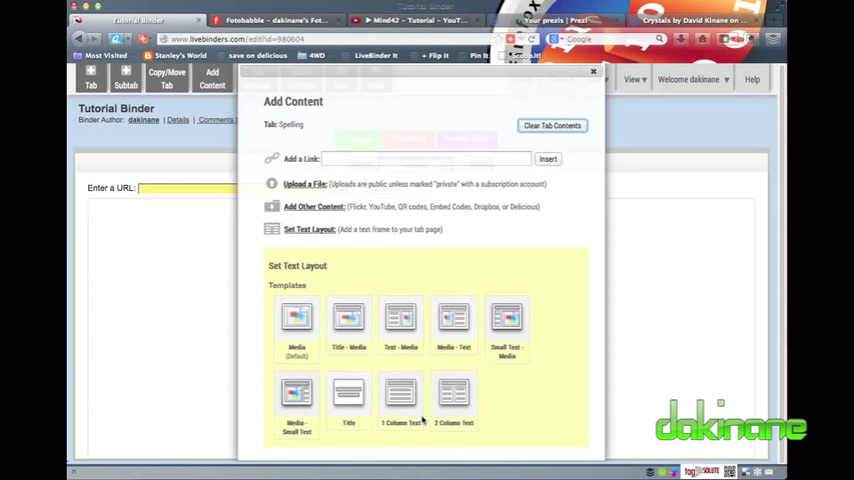 Tutorial Binder
Tutorial Binder
Fotobabble - dakinane's Fot...
Mind42 – Tutorial – YouT...
Your prezis | Prezi
Crystals by David Kinane on ...
www.livebinders.com/edit?id=980604
Google
Most Visited
Stanley's World
save on delicious
4WD
LiveBinder It
+ Flip it
Pin It
Scoop.it!
Tab
Subtab
Copy/Move Tab
Add Content
View
Welcome dakinane
Help
Tutorial Binder
Binder Author: dakinane | Details | Comments
Enter a URL:
Add Content
Tab: Spelling
Clear Tab Contents
Add a Link:
Insert
Upload a File: (Uploads are public unless marked "private" with a subscription account)
Add Other Content: (Flickr, YouTube, QR codes, Embed Codes, Dropbox, or Delicious)
Set Text Layout: (Add a text frame to your tab page)
Set Text Layout
Templates
Media (Default)
Title - Media
Text - Media
Media - Text
Small Text - Media
Media - Small Text
Title
1 Column Text
2 Column Text
dakinane